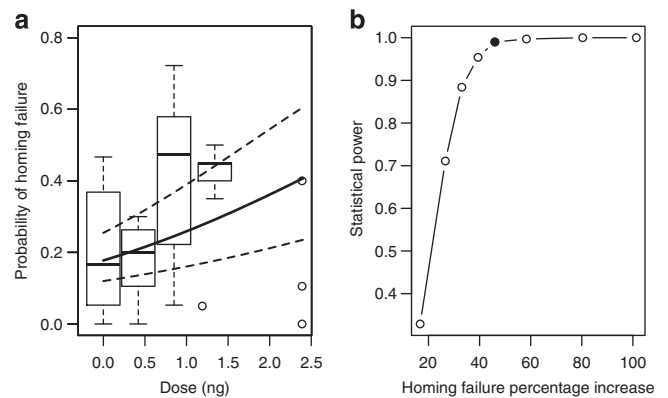 a
Probability of homing failure
0.8
0.6
0.4
0.2
0.0
0.0 0.5 1.0 1.5 2.0 2.5
Dose (ng)
b
Statistical power
1.0
0.9
0.8
0.7
0.6
0.5
0.4
20 40 60 80 100
Homing failure percentage increase